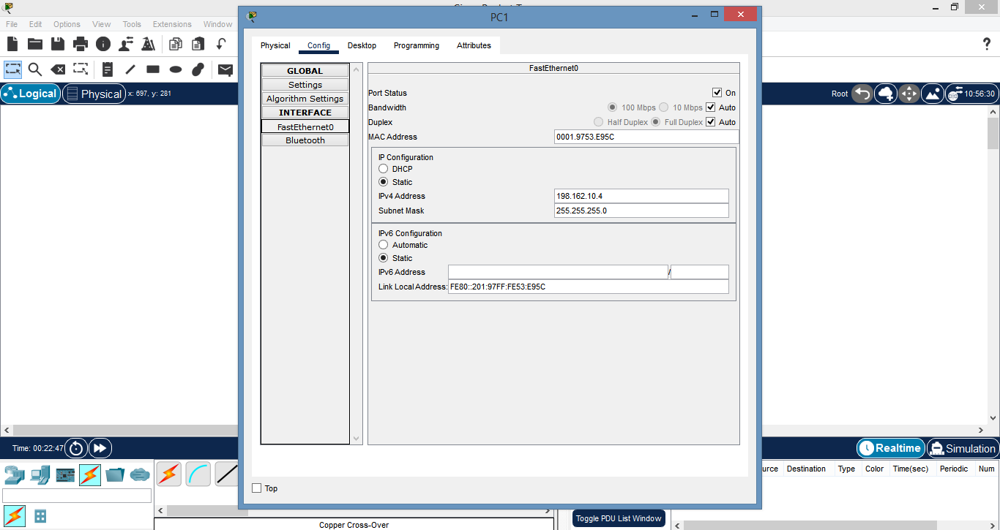 PC1
File Edit Options View Tools Extensions Window
Physical Config Desktop Programming Attributes
GLOBAL
Settings
Algorithm Settings
INTERFACE
FastEthernet0
Bluetooth
FastEthernet0
Port Status On
Bandwidth 100 Mbps 10 Mbps Auto
Duplex Half Duplex Full Duplex Auto
MAC Address 0001.9753.E95C
IP Configuration
DHCP
Static
IPv4 Address 198.162.10.4
Subnet Mask 255.255.255.0
IPv6 Configuration
Automatic
Static
IPv6 Address /
Link Local Address: FE80::201:97FF:FE53:E95C
Top
Logical Physical x: 697, y: 281
Root 10:56:30
Time: 00:22:47
Realtime Simulation
Destination Type Color Time(sec) Periodic Num
Copper Cross-Over
Toggle PDU List Window